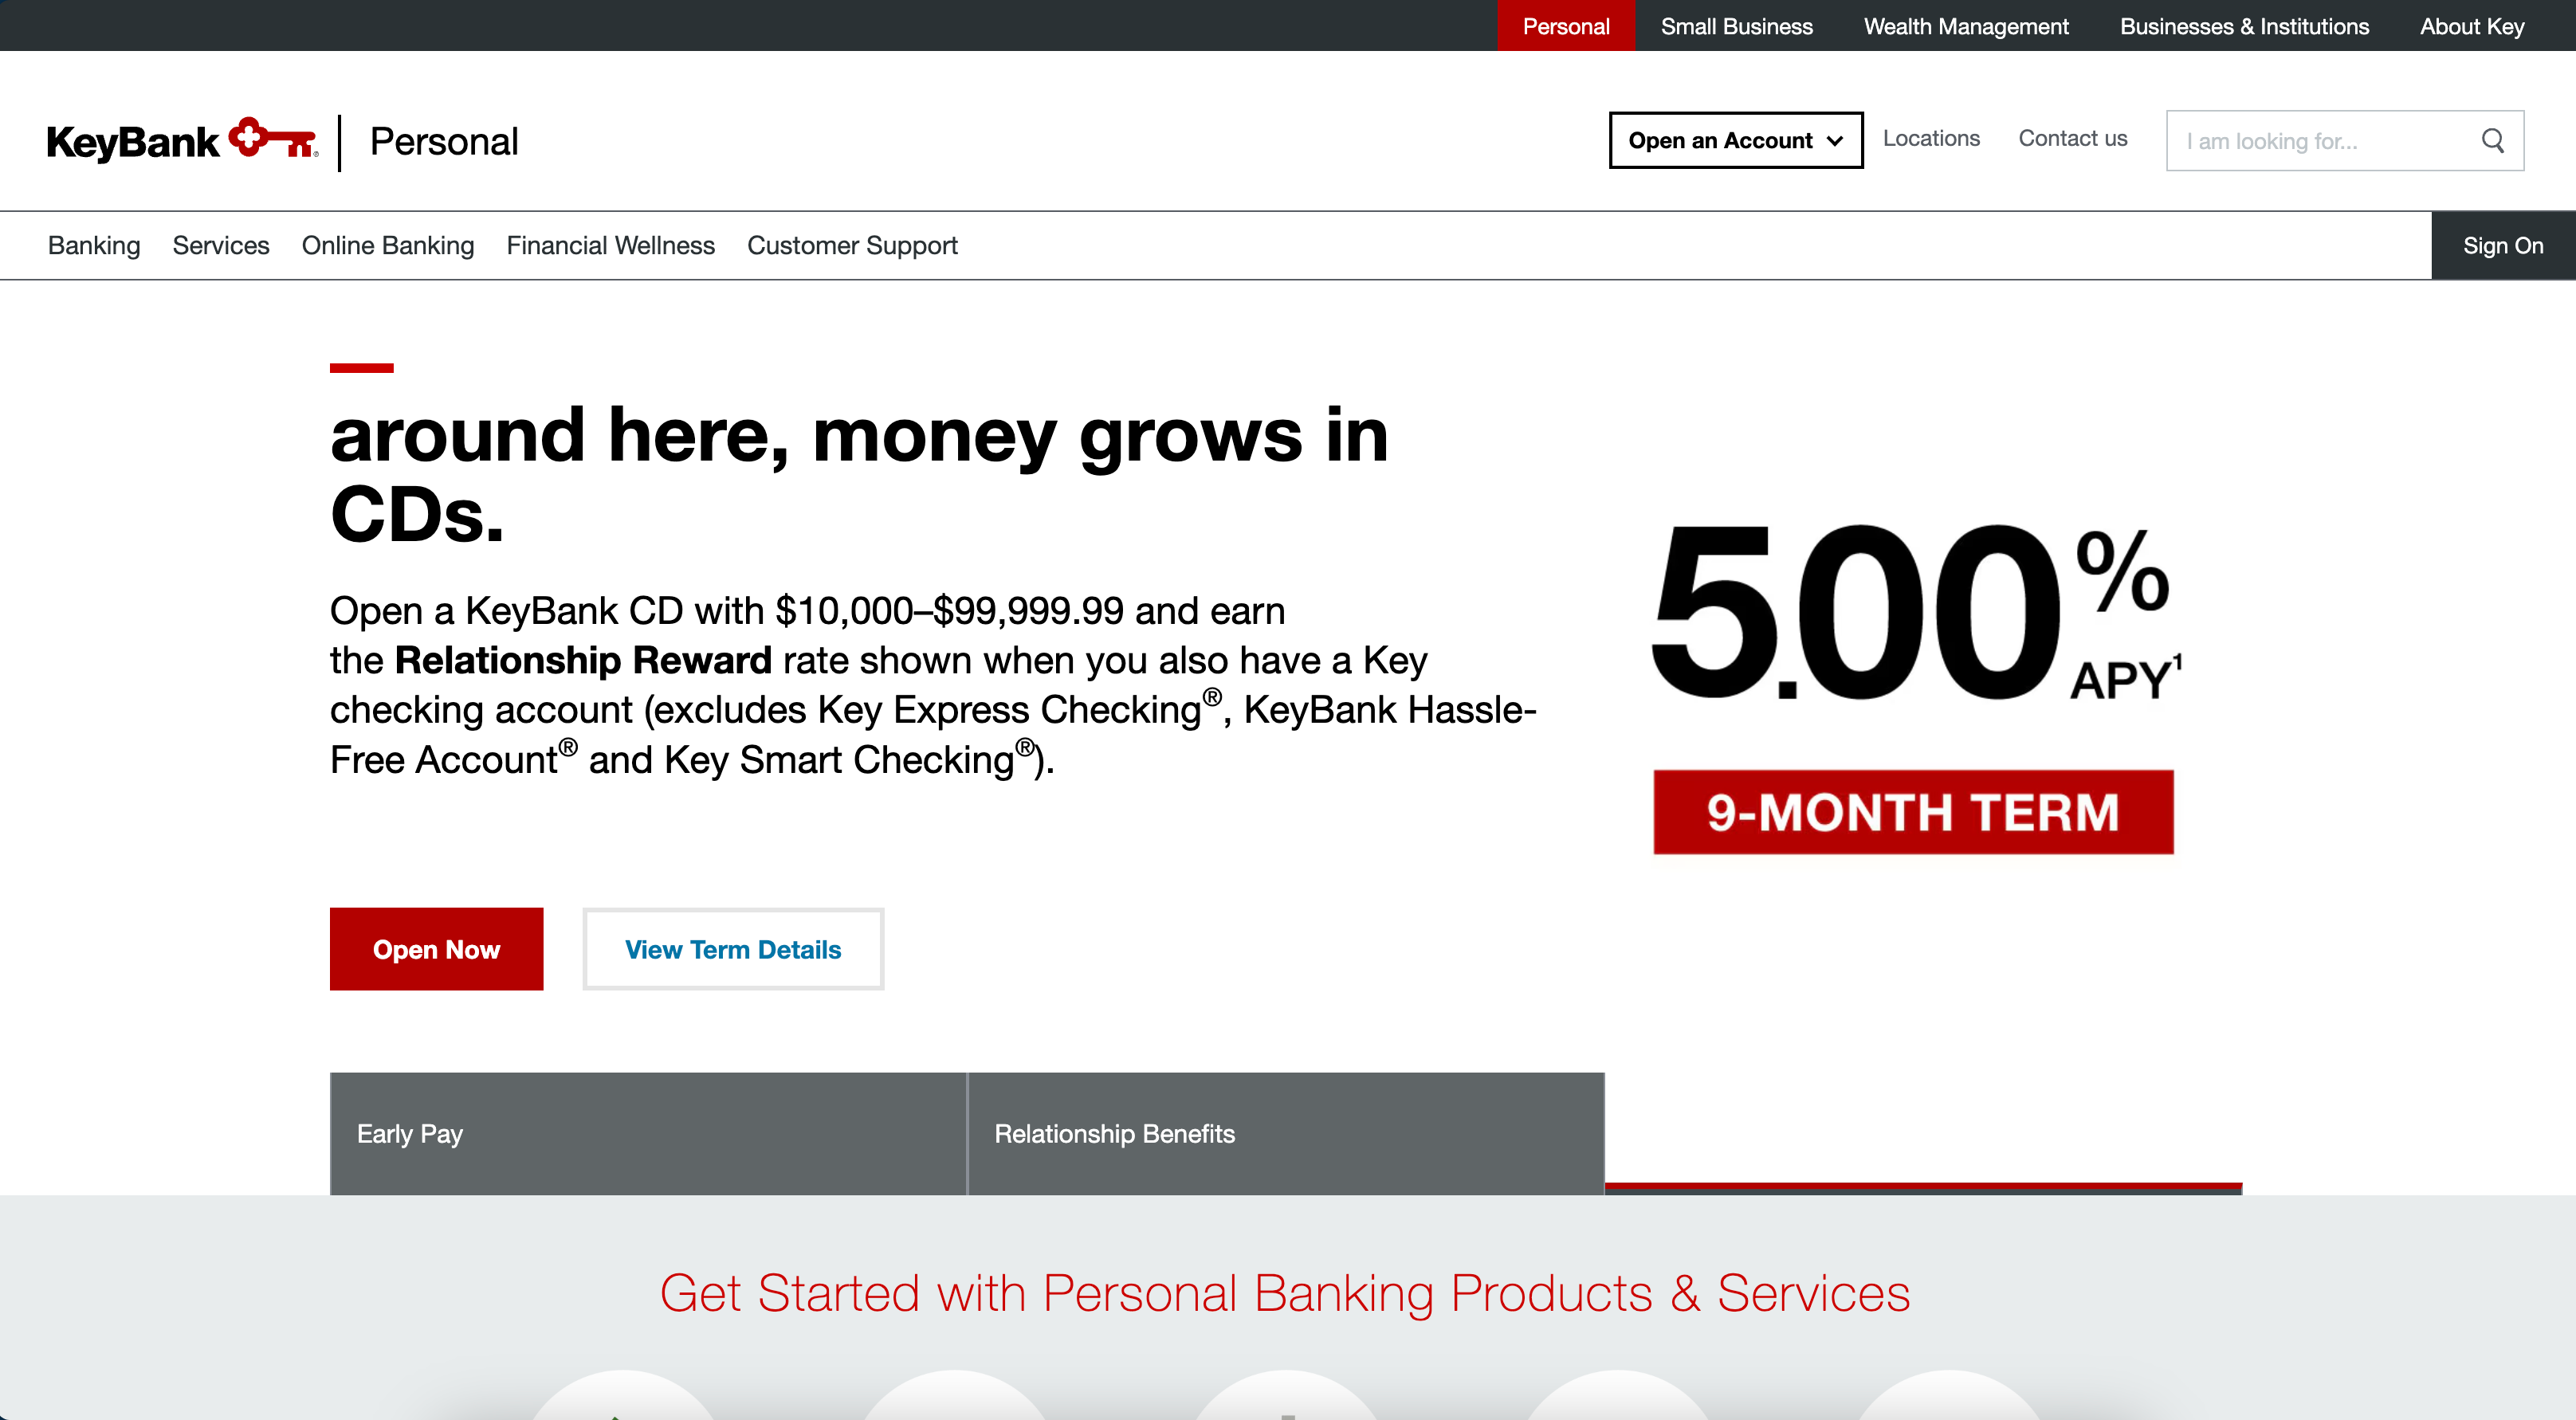 Personal Small Business Wealth Management Businesses & Institutions About Key
KeyBank ® Personal
Open an Account Locations Contact us I am looking for...
Banking Services Online Banking Financial Wellness Customer Support Sign On
around here, money grows in
CDs.
Open a KeyBank CD with $10,000–$99,999.99 and earn
the Relationship Reward rate shown when you also have a Key
checking account (excludes Key Express Checking®, KeyBank Hassle-
Free Account® and Key Smart Checking®).
5.00% APY¹
9-MONTH TERM
Open Now View Term Details
Early Pay Relationship Benefits
Get Started with Personal Banking Products & Services